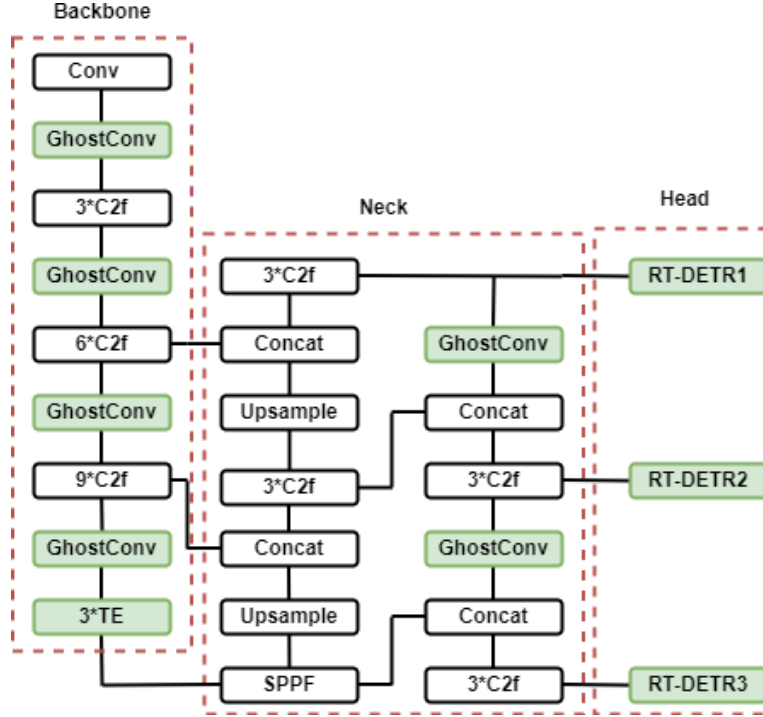 Backbone
Conv
GhostConv
3*C2f
GhostConv
6*C2f
GhostConv
9*C2f
GhostConv
3*TE
Neck
3*C2f
Concat
Upsample
3*C2f
Concat
Upsample
SPPF
GhostConv
Concat
3*C2f
GhostConv
Concat
3*C2f
Head
RT-DETR1
RT-DETR2
RT-DETR3